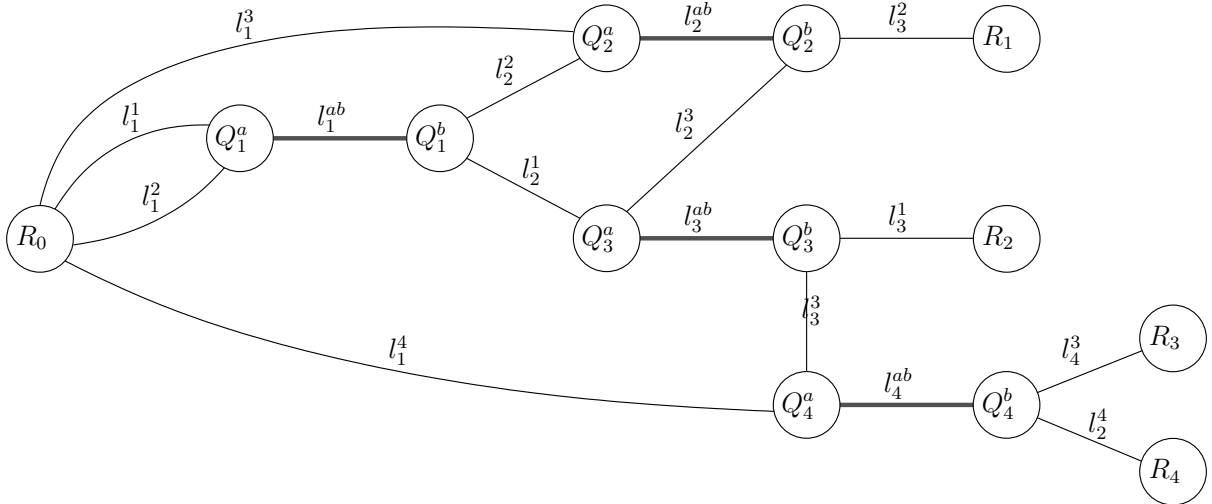 l_1^3
l_2^{ab}
l_3^2
Q_2^a
Q_2^b
R_1
l_2^2
l_1^1
l_1^{ab}
l_2^3
Q_1^a
Q_1^b
l_2^1
l_1^2
l_3^{ab}
l_3^1
R_0
Q_3^a
Q_3^b
R_2
l_3^3
l_1^4
R_3
l_4^3
l_4^{ab}
Q_4^a
Q_4^b
l_2^4
R_4